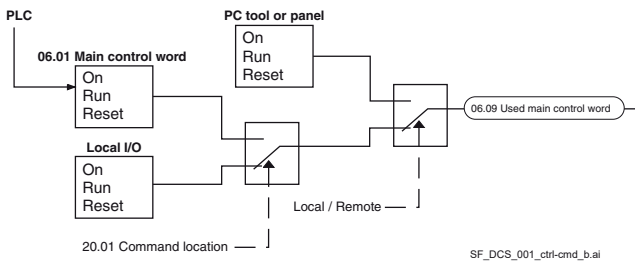 PLC
PC tool or panel
06.01 Main control word
On
Run
Reset
On
Run
Reset
06.09 Used main control word
Local I/O
On
Run
Reset
Local / Remote
20.01 Command location
SF_DCS_001_ctrl-cmd_b.ai